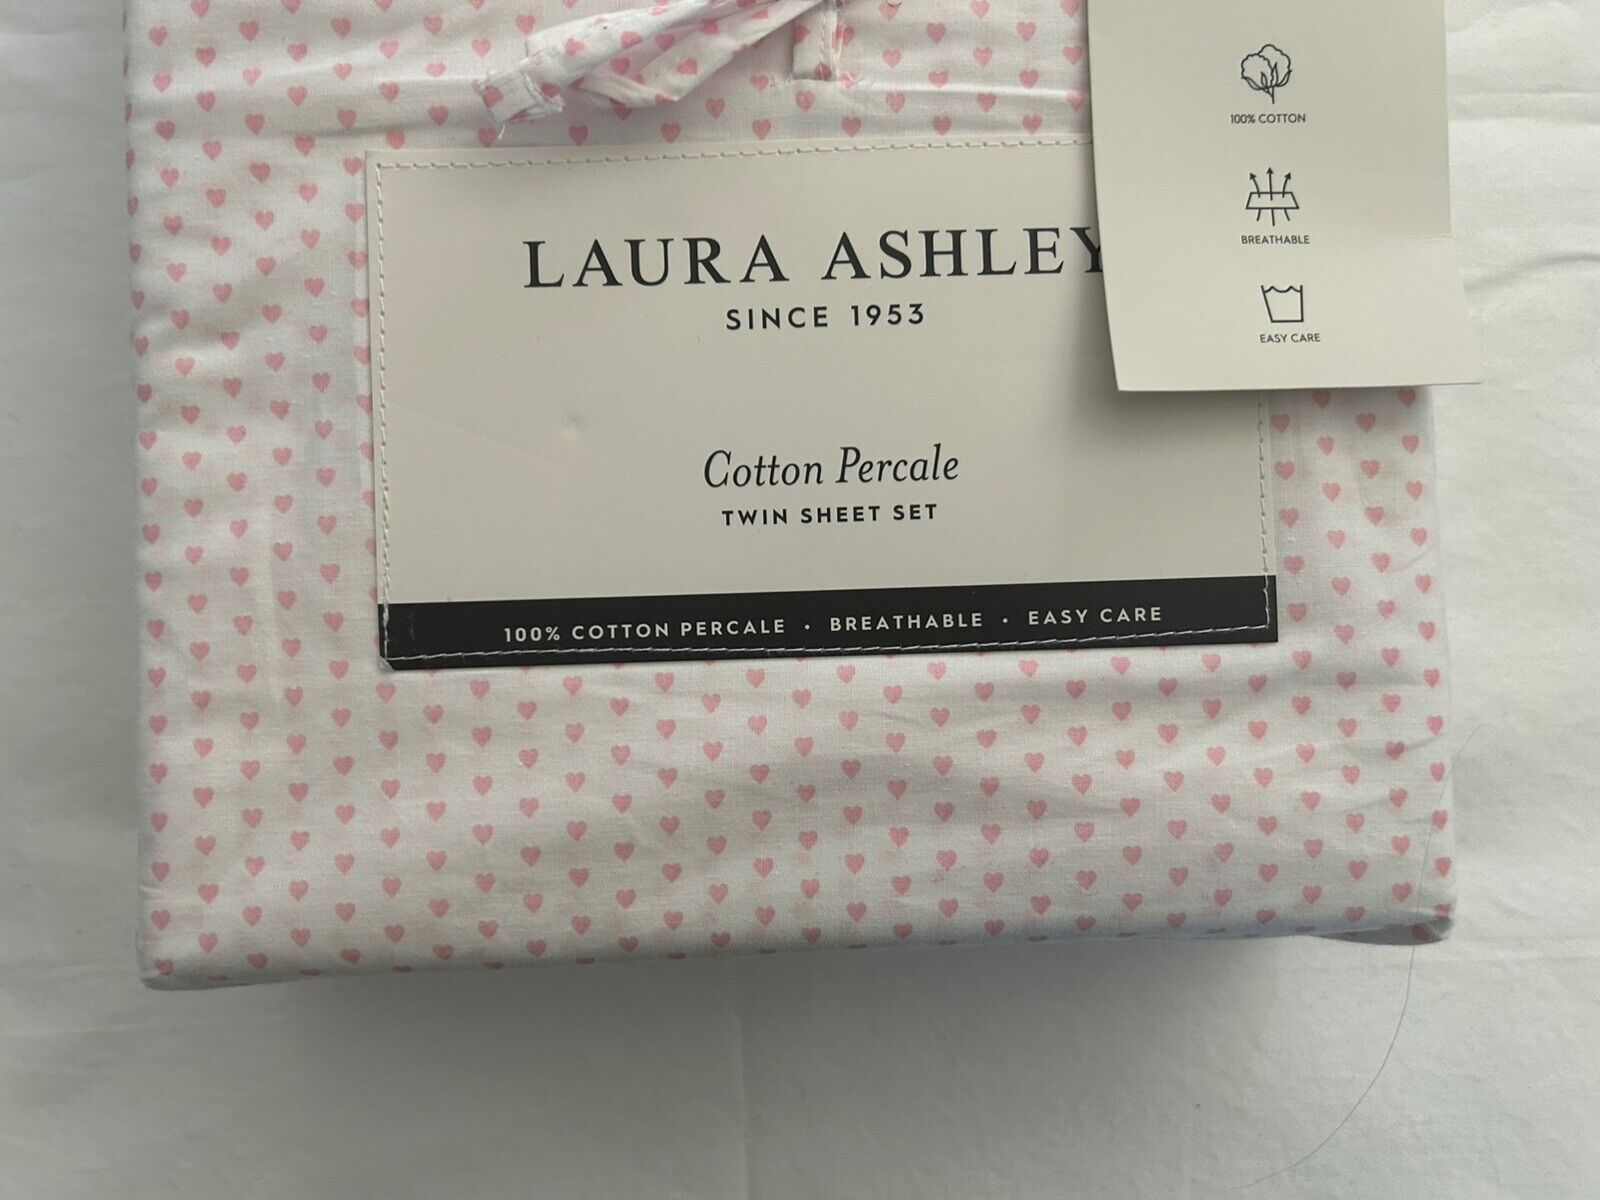 LAURA ASHLEY
SINCE 1953
Cotton Percale
TWIN SHEET SET
100% COTTON PERCALE · BREATHABLE · EASY CARE
100% COTTON
BREATHABLE
EASY CARE